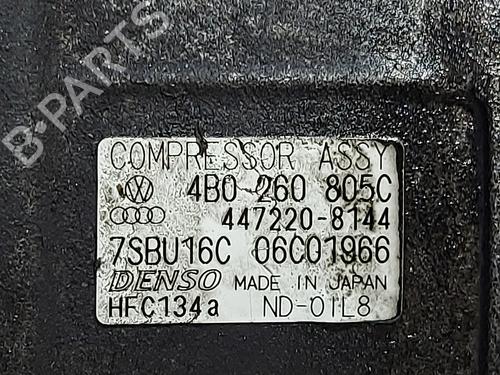 B-PARTS
COMPRESSOR ASSY
4B0 260 805C
447220-8144
7SBU16C 06C01966
DENSO MADE IN JAPAN
HFC134a ND-OIL8